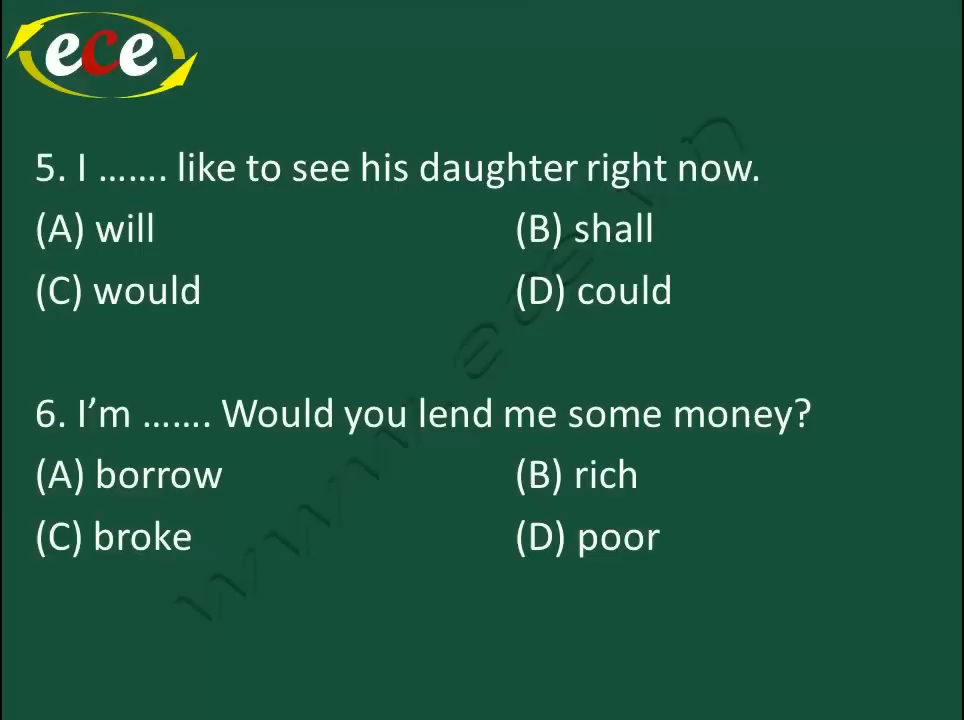 ece
5. I ....... like to see his daughter right now.
(A) will (B) shall
(C) would (D) could
6. I’m ....... Would you lend me some money?
(A) borrow (B) rich
(C) broke (D) poor